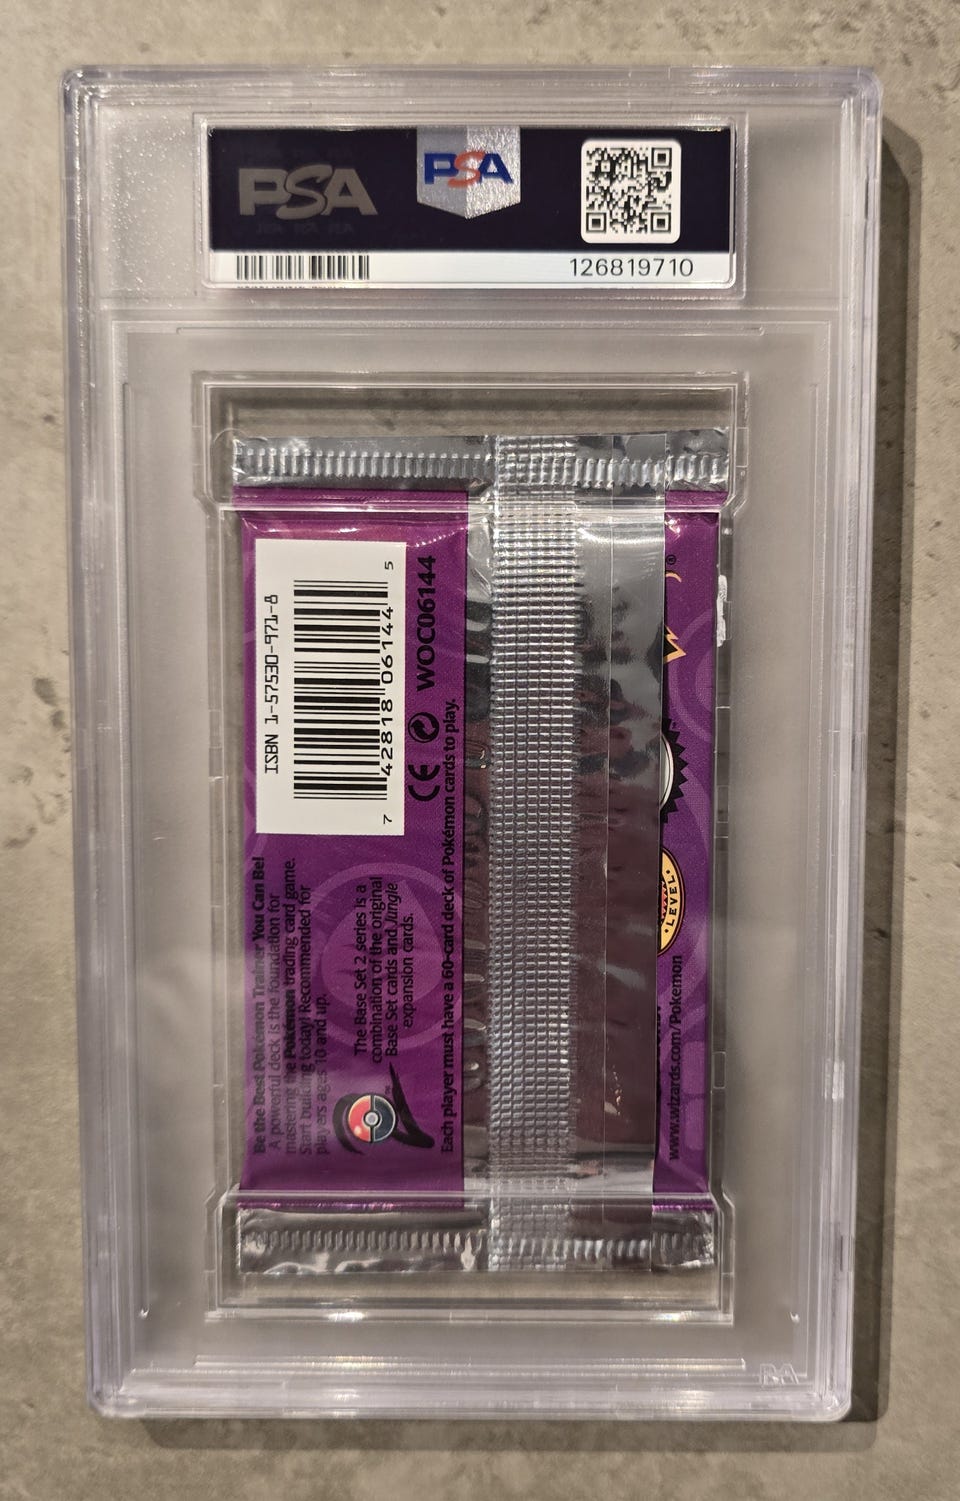 PSA
PSA
126819710
ISBN 1-57530-971-8
7 42818 06144 5
CE WOC06144
Be the Best Pokémon Trainer You Can Be!
A powerful deck is the foundation for
mastering the Pokémon trading card game.
Start building today! Recommended for
players ages 10 and up.
2
The Base Set 2 series is a
combination of the original
Base Set cards and Jungle
expansion cards.
Each player must have a 60-card deck of Pokémon cards to play.
W ®
LEVEL
www.wizards.com/Pokemon